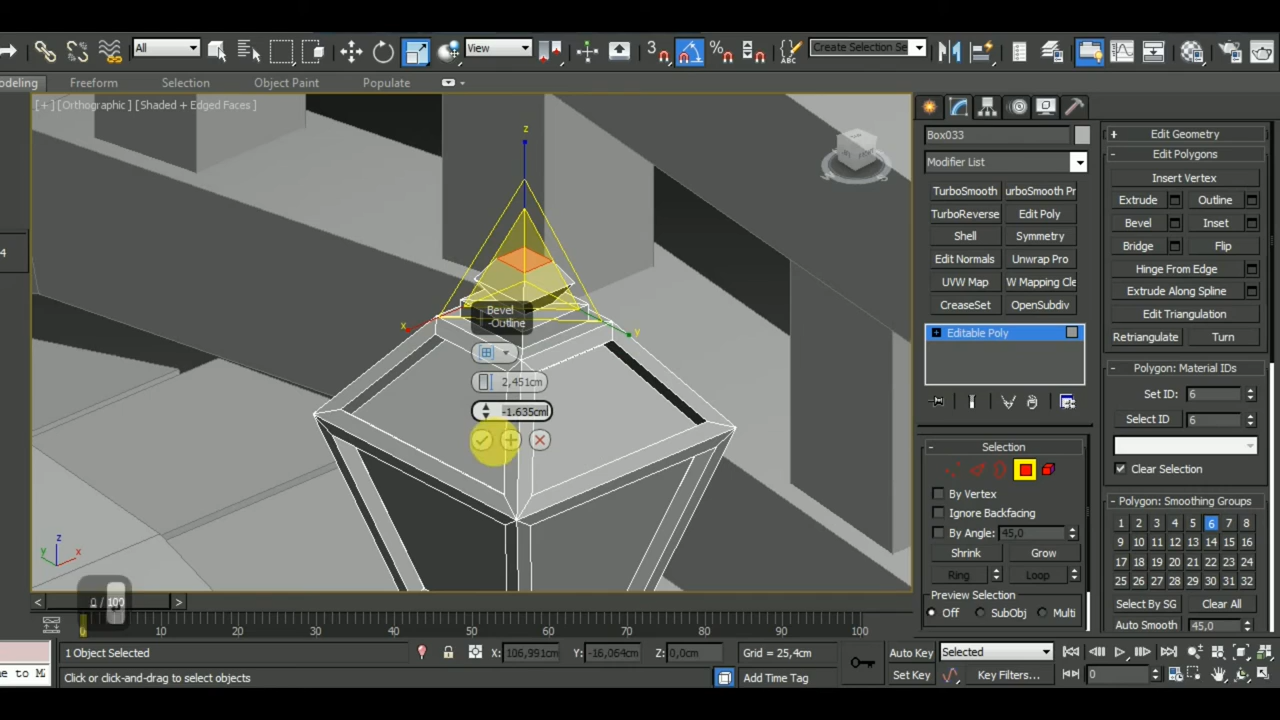 All
View
3
%
ABC
Create Selection Se
odeling
Freeform
Selection
Object Paint
Populate
[+] [Orthographic] [Shaded + Edged Faces]
z
x
y
4
Bevel
-Outline
2,451cm
-1.635cm
z
y
x
Box033
Modifier List
TurboSmooth
urboSmooth Pr
TurboReverse
Edit Poly
Shell
Symmetry
Edit Normals
Unwrap Pro
UVW Map
W Mapping Cle
CreaseSet
OpenSubdiv
Editable Poly
Selection
By Vertex
Ignore Backfacing
By Angle:
45,0
Shrink
Grow
Ring
Loop
Preview Selection
Off
SubObj
Multi
Edit Geometry
Edit Polygons
Insert Vertex
Extrude
Outline
Bevel
Inset
Bridge
Flip
Hinge From Edge
Extrude Along Spline
Edit Triangulation
Retriangulate
Turn
Polygon: Material IDs
Set ID:
6
Select ID
6
Clear Selection
Polygon: Smoothing Groups
1 2 3 4 5 6 7 8
9 10 11 12 13 14 15 16
17 18 19 20 21 22 23 24
25 26 27 28 29 30 31 32
Select By SG
Clear All
Auto Smooth
45,0
<
0 / 100
>
0 10 20 30 40 50 60 70 80 90 100
1 Object Selected
X: 106,991cm
Y: -16,064cm
Z: 0,0cm
Grid = 25,4cm
Auto Key
Selected
ome to M
Click or click-and-drag to select objects
Add Time Tag
Set Key
Key Filters...
0